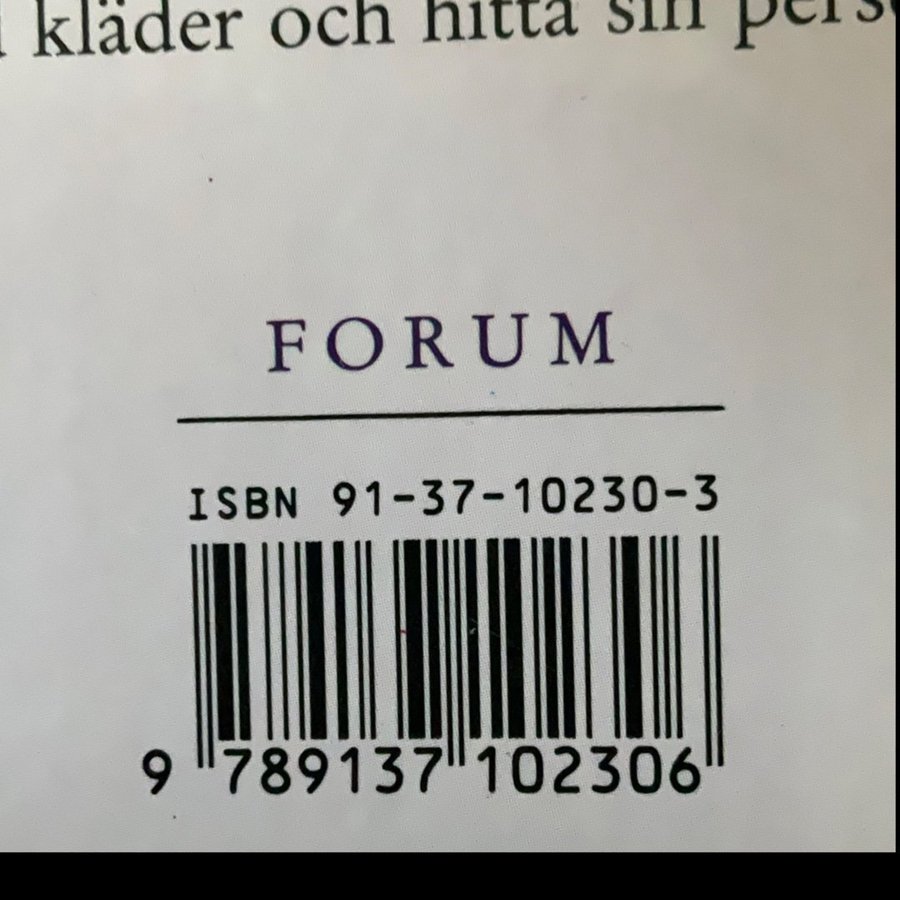 kläder och hitta sin
FORUM
ISBN 91-37-10230-3
9 789137 102306